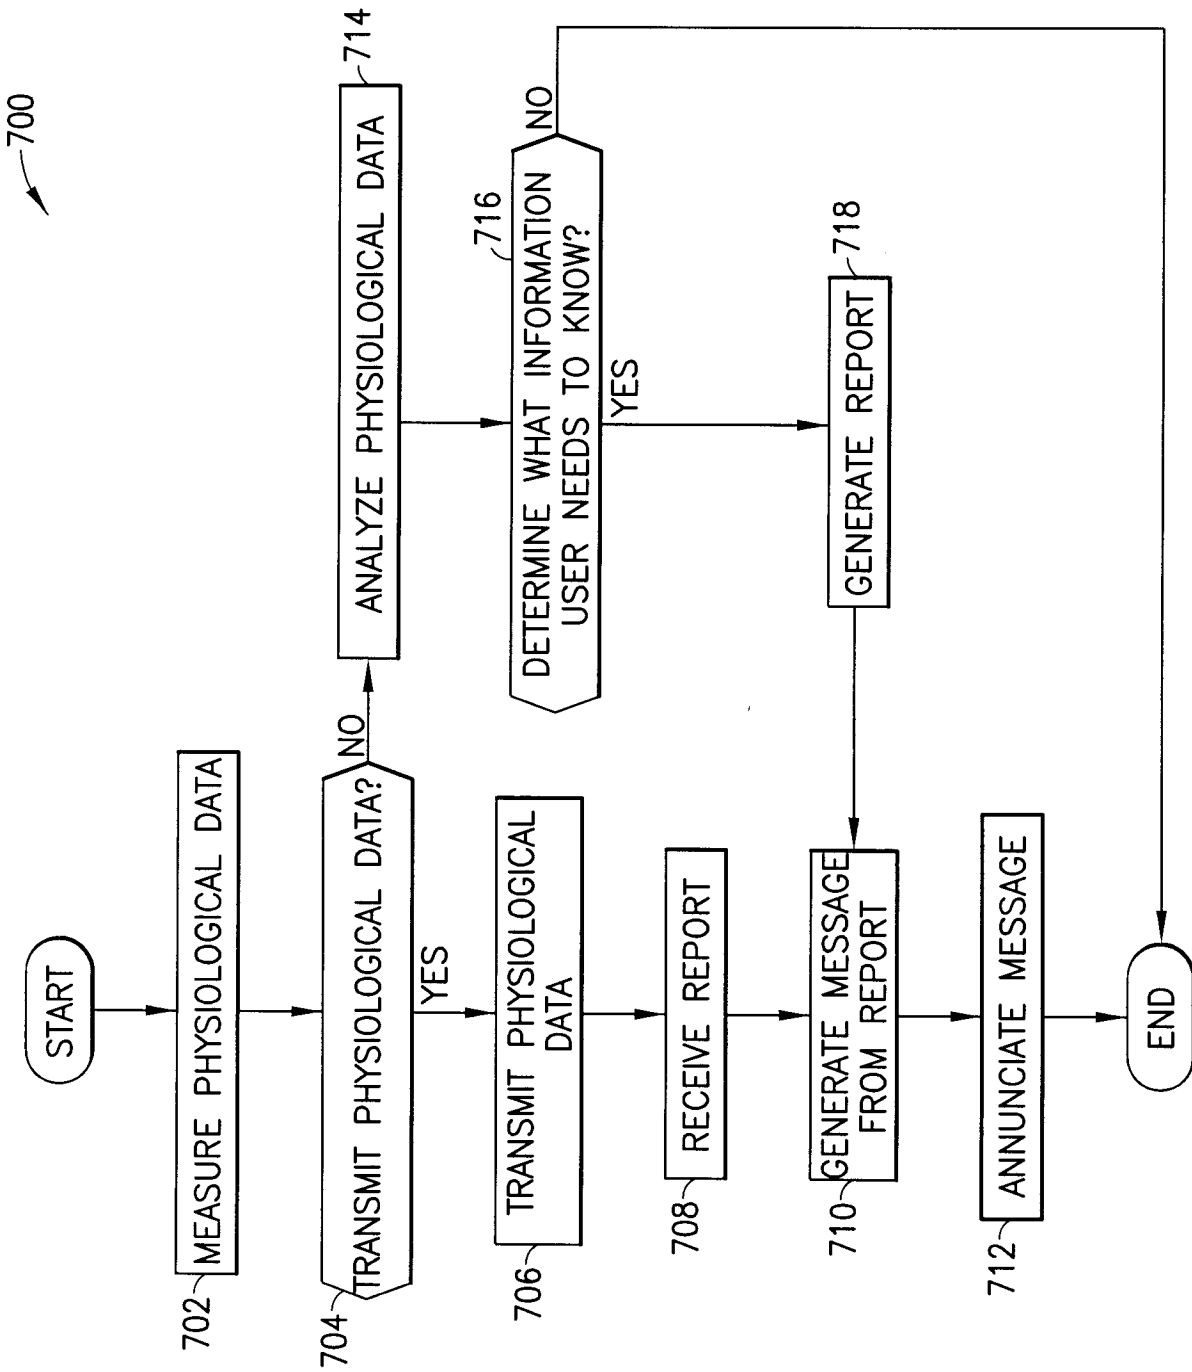 700
START
702
MEASURE PHYSIOLOGICAL DATA
704
TRANSMIT PHYSIOLOGICAL DATA?
NO
YES
706
TRANSMIT PHYSIOLOGICAL
DATA
708
RECEIVE REPORT
710
GENERATE MESSAGE
FROM REPORT
712
ANNUNCIATE MESSAGE
END
714
ANALYZE PHYSIOLOGICAL DATA
716
DETERMINE WHAT INFORMATION
USER NEEDS TO KNOW?
NO
YES
718
GENERATE REPORT